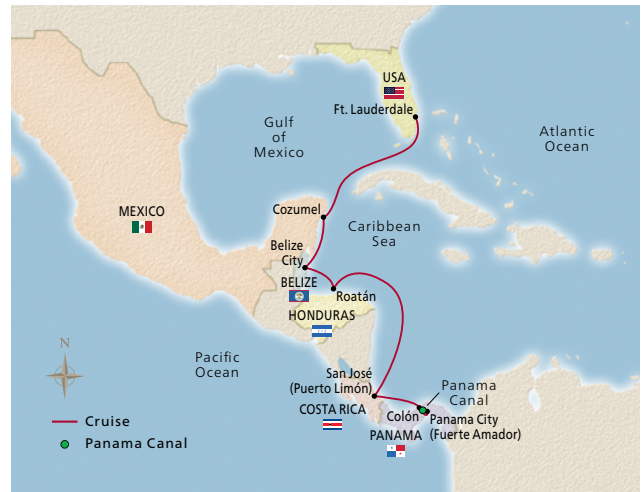 USA
Ft. Lauderdale
Gulf
of
Mexico
Atlantic
Ocean
MEXICO
Cozumel
Caribbean
Sea
Belize
City
BELIZE
Roatán
HONDURAS
N
Pacific
Ocean
San José
(Puerto Limón)
Panama
Canal
COSTA RICA
Colón
Panama City
(Fuerte Amador)
PANAMA
Cruise
Panama Canal